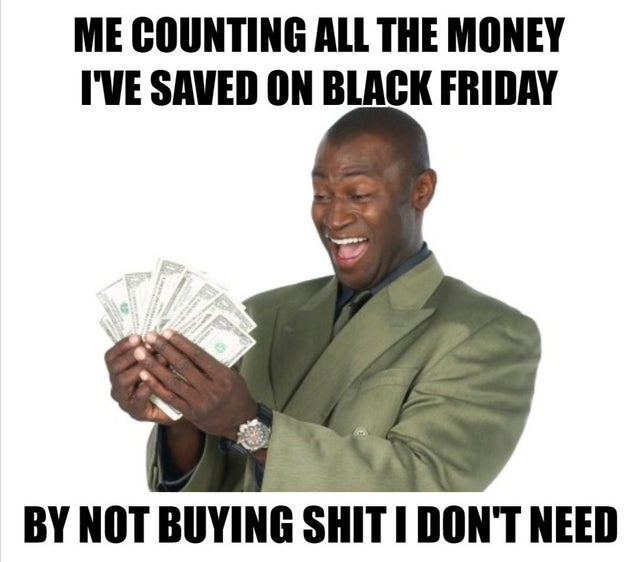 ME COUNTING ALL THE MONEY
I'VE SAVED ON BLACK FRIDAY
BY NOT BUYING SHIT I DON'T NEED